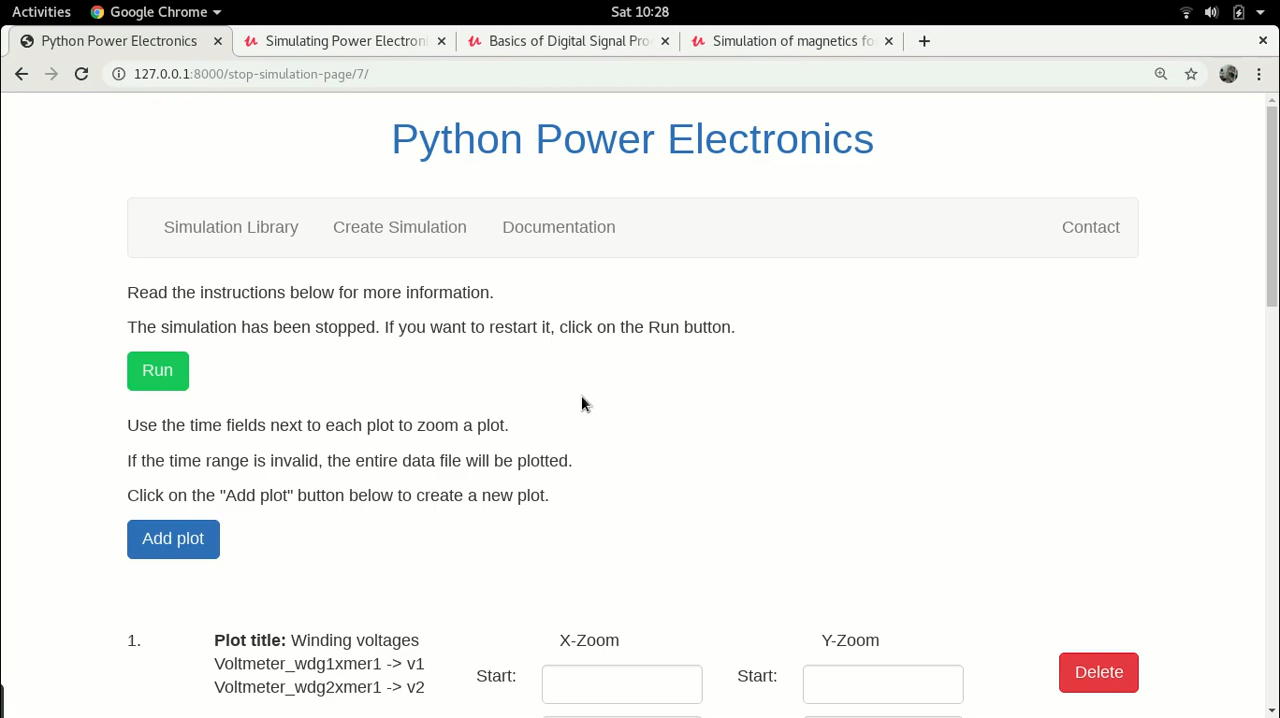 Activities Google Chrome Sat 10:28
Python Power Electronics Simulating Power Electroni Basics of Digital Signal Pro Simulation of magnetics fo
127.0.0.1:8000/stop-simulation-page/7/
Python Power Electronics
Simulation Library Create Simulation Documentation Contact
Read the instructions below for more information.
The simulation has been stopped. If you want to restart it, click on the Run button.
Run
Use the time fields next to each plot to zoom a plot.
If the time range is invalid, the entire data file will be plotted.
Click on the "Add plot" button below to create a new plot.
Add plot
1. Plot title: Winding voltages X-Zoom Y-Zoom
Voltmeter_wdg1xmer1 -> v1
Start: Start: Delete
Voltmeter_wdg2xmer1 -> v2